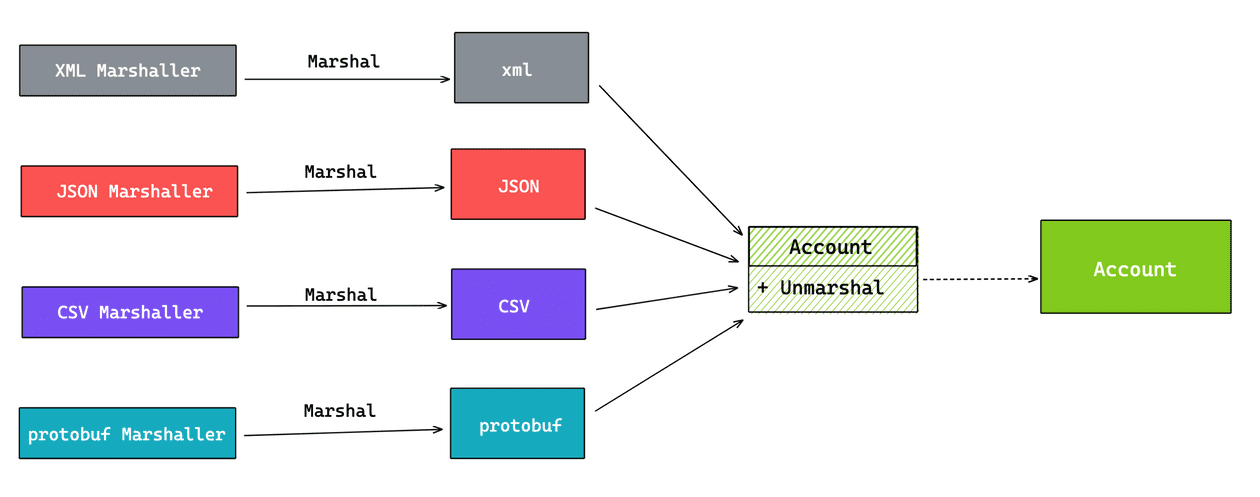 XML Marshaller
Marshal
xml
JSON Marshaller
Marshal
JSON
CSV Marshaller
Marshal
CSV
protobuf Marshaller
Marshal
protobuf
Account
+ Unmarshal
Account